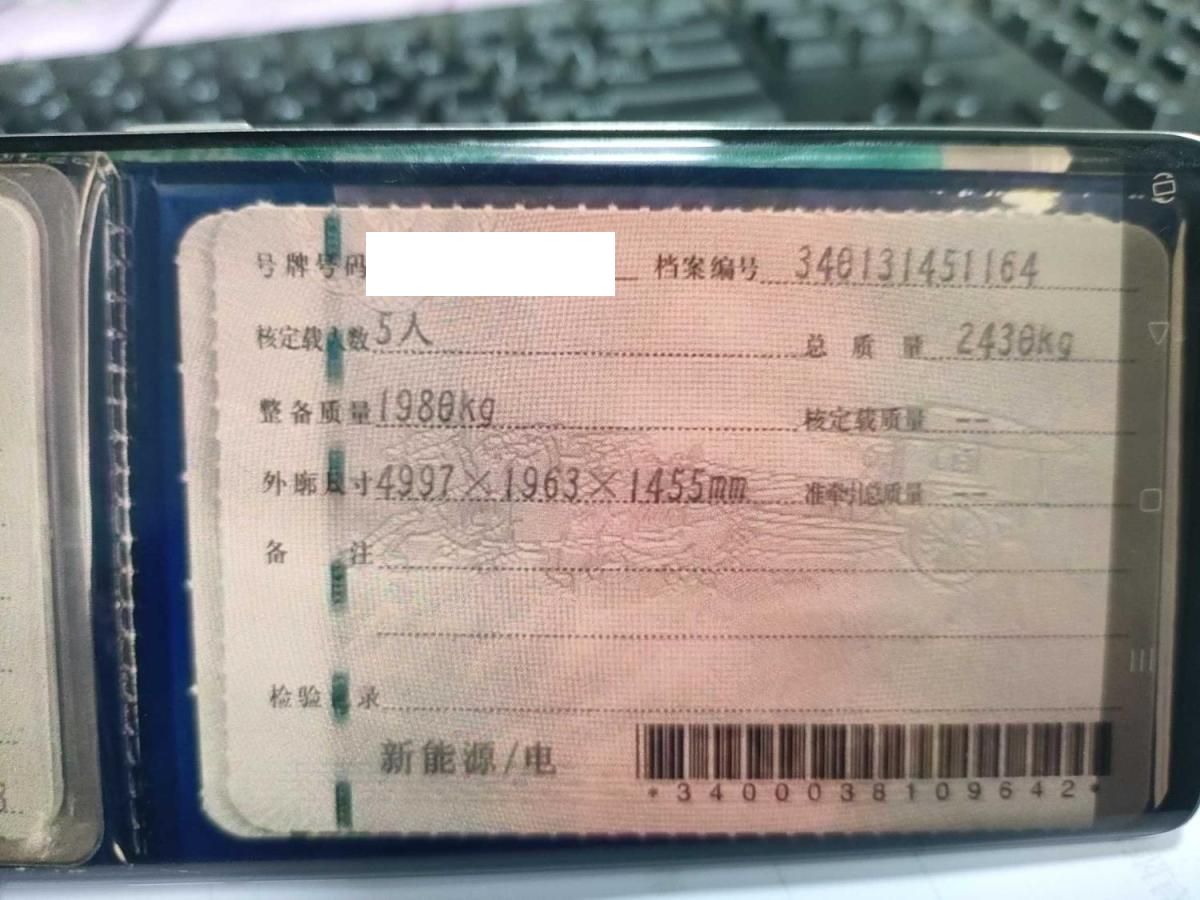 号牌号码 档案编号 340131451164
核定载人数 5人 总质量 2430kg
整备质量 1980kg 核定载质量 --
外廓尺寸 4997×1963×1455mm 准牵引总质量 --
备注
检验记录
新能源/电
*3400038109642*